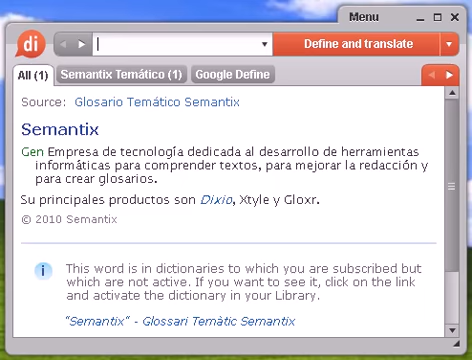 Menu
di
Define and translate
All (1) Semantix Temático (1) Google Define
Source: Glosario Temático Semantix
Semantix
Gen Empresa de tecnología dedicada al desarrollo de herramientas
informáticas para comprender textos, para mejorar la redacción y
para crear glosarios.
Su principales productos son Dixio, Xtyle y Gloxr.
© 2010 Semantix
i
This word is in dictionaries to which you are subscribed but
which are not active. If you want to see it, click on the link
and activate the dictionary in your Library.
"Semantix" - Glossari Temàtic Semantix